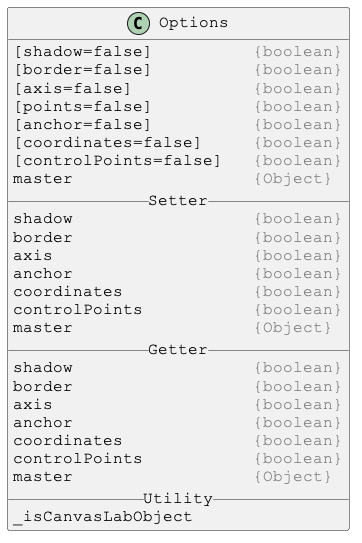 C Options
[shadow=false] {boolean}
[border=false] {boolean}
[axis=false] {boolean}
[points=false] {boolean}
[anchor=false] {boolean}
[coordinates=false] {boolean}
[controlPoints=false] {boolean}
master {Object}
Setter
shadow {boolean}
border {boolean}
axis {boolean}
anchor {boolean}
coordinates {boolean}
controlPoints {boolean}
master {Object}
Getter
shadow {boolean}
border {boolean}
axis {boolean}
anchor {boolean}
coordinates {boolean}
controlPoints {boolean}
master {Object}
Utility
_isCanvasLabObject